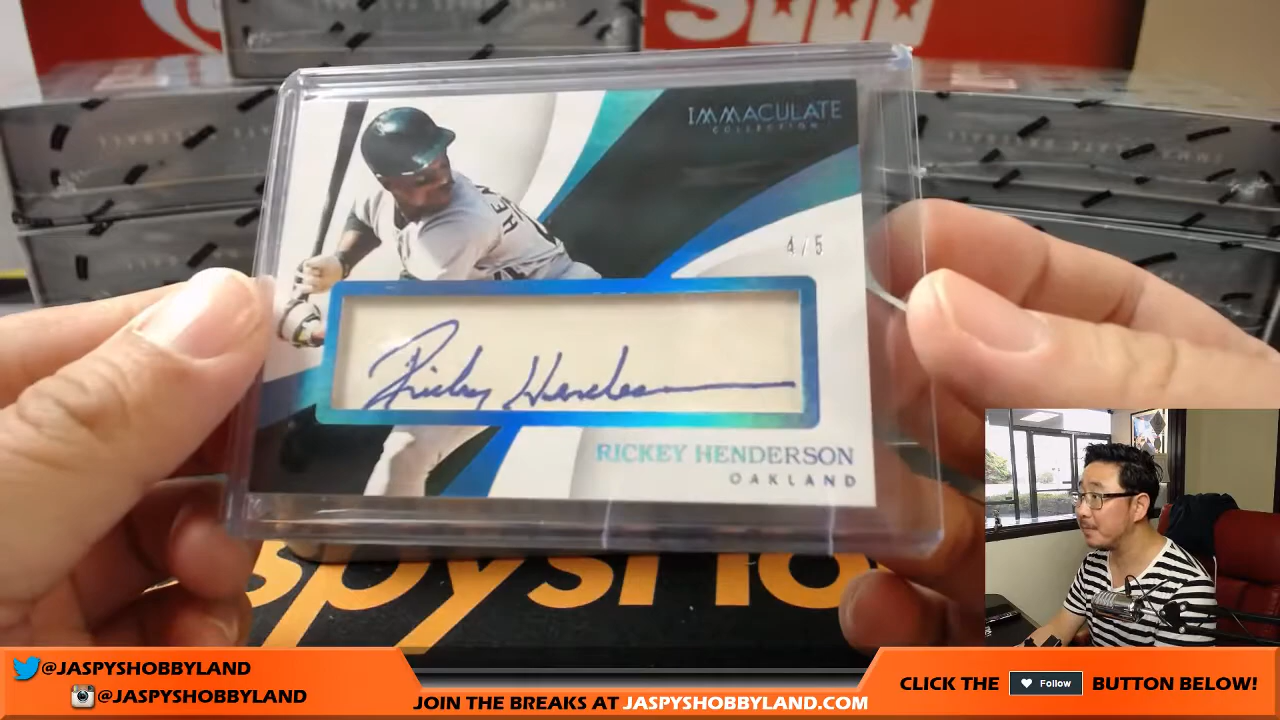 IMMACULATE
COLLECTION
4/5
Rickey Henderson
RICKEY HENDERSON
OAKLAND
@JASPYSHOBBYLAND
@JASPYSHOBBYLAND
JOIN THE BREAKS AT JASPYSHOBBYLAND.COM
CLICK THE Follow BUTTON BELOW!